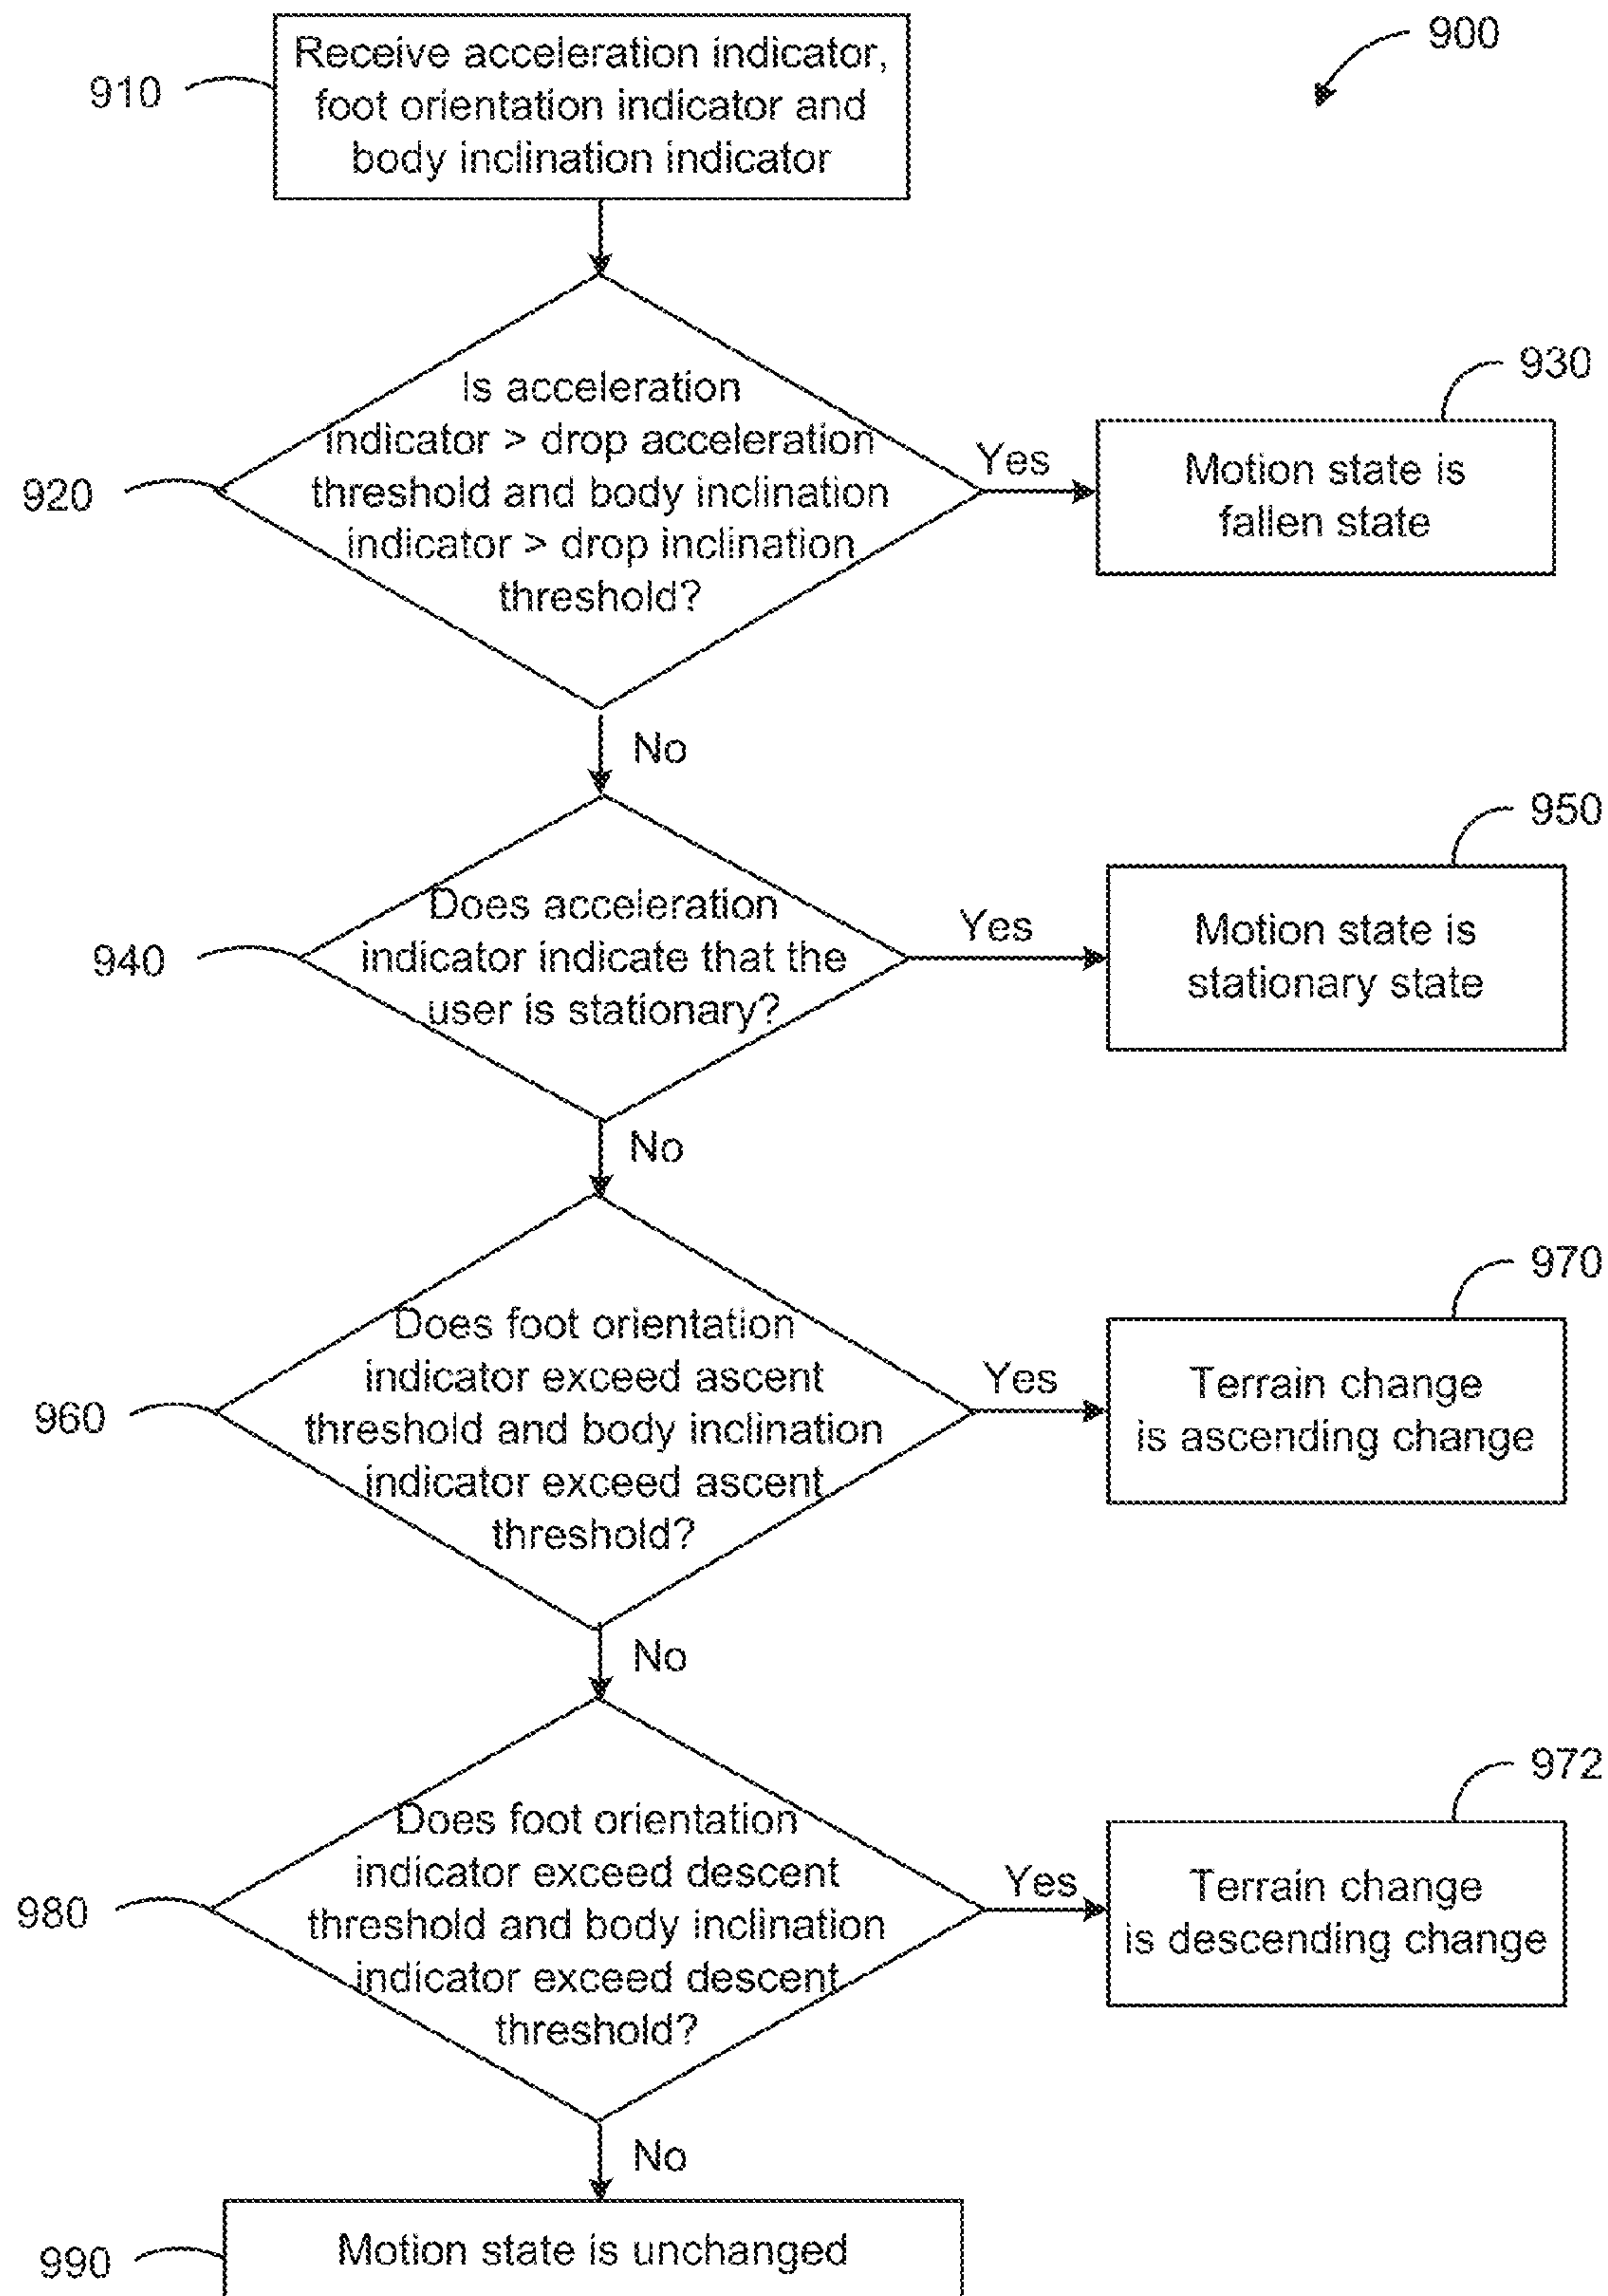 900
910
Receive acceleration indicator,
foot orientation indicator and
body inclination indicator
920
Is acceleration
indicator > drop acceleration
threshold and body inclination
indicator > drop inclination
threshold?
Yes
930
Motion state is
fallen state
No
940
Does acceleration
indicator indicate that the
user is stationary?
Yes
950
Motion state is
stationary state
No
960
Does foot orientation
indicator exceed ascent
threshold and body inclination
indicator exceed ascent
threshold?
Yes
970
Terrain change
is ascending change
No
980
Does foot orientation
indicator exceed descent
threshold and body inclination
indicator exceed descent
threshold?
Yes
972
Terrain change
is descending change
No
990
Motion state is unchanged